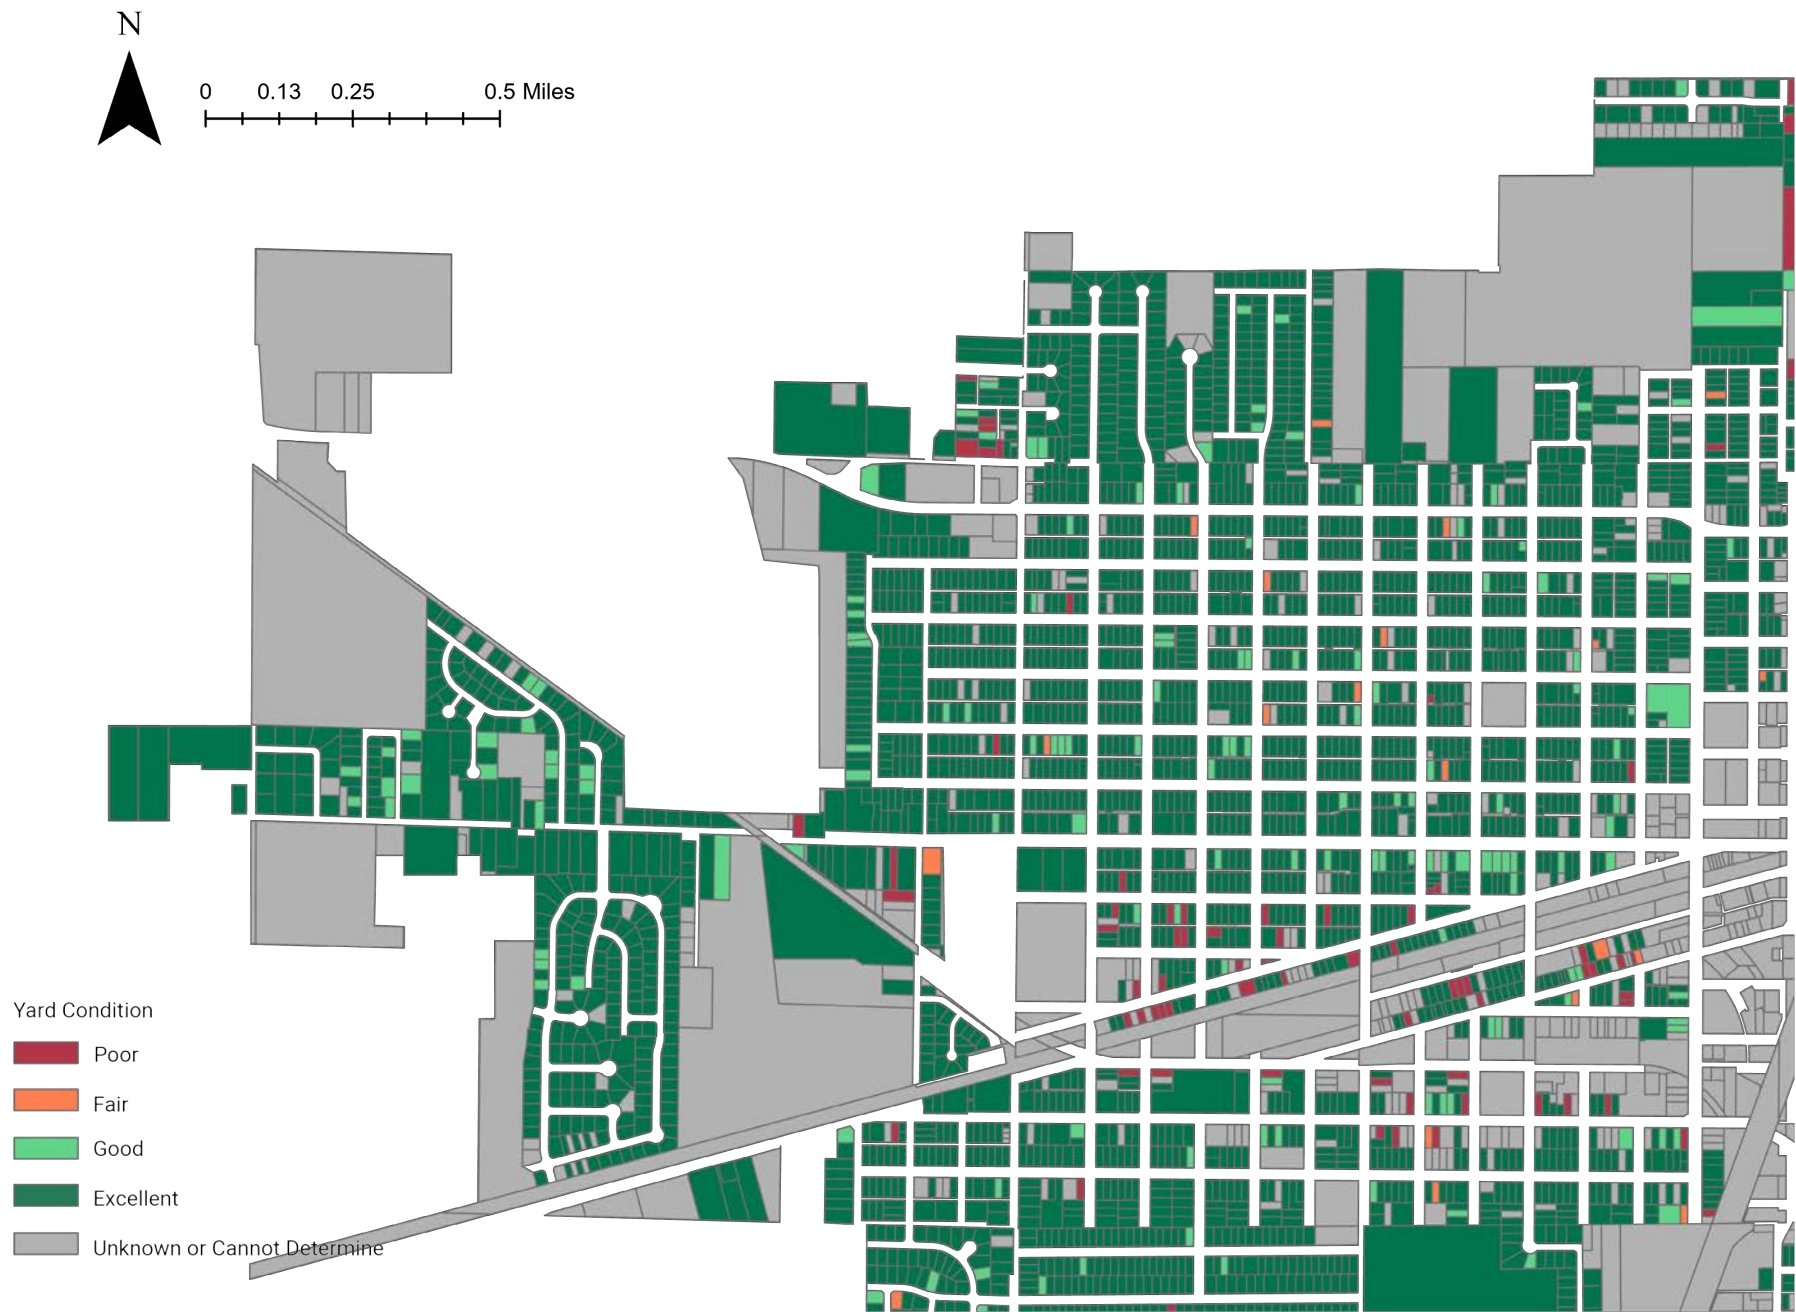 N
0 0.13 0.25 0.5 Miles
Yard Condition
Poor
Fair
Good
Excellent
Unknown or Cannot Determine